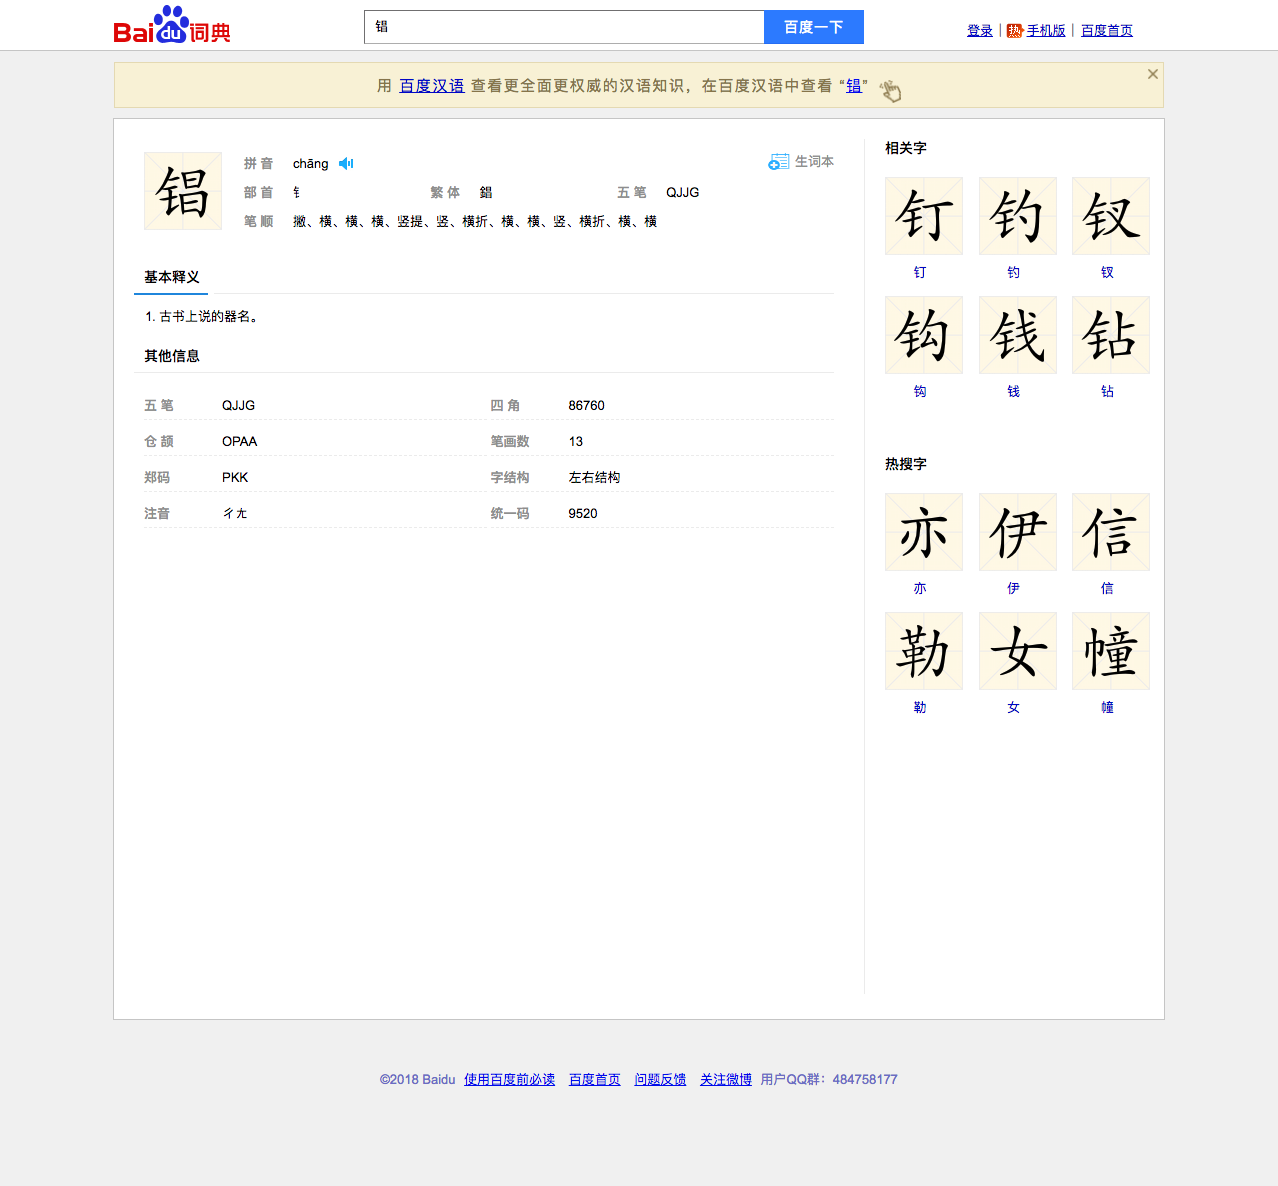 Baidu词典
锠
百度一下
登录 | 热 手机版 | 百度首页
用 百度汉语 查看更全面更权威的汉语知识，在百度汉语中查看 “锠”
锠
拼 音 chāng
生词本
部 首 钅 繁 体 錩 五 笔 QJJG
笔 顺 撇、横、横、横、竖提、竖、横折、横、横、竖、横折、横、横
基本释义
1. 古书上说的器名。
其他信息
五 笔 QJJG 四 角 86760
仓 颉 OPAA 笔画数 13
郑码 PKK 字结构 左右结构
注音 ㄔㄤ 统一码 9520
相关字
钉 钓 钗
钉 钓 钗
钩 钱 钻
钩 钱 钻
热搜字
亦 伊 信
亦 伊 信
勒 女 幢
勒 女 幢
©2018 Baidu 使用百度前必读 百度首页 问题反馈 关注微博 用户QQ群：484758177